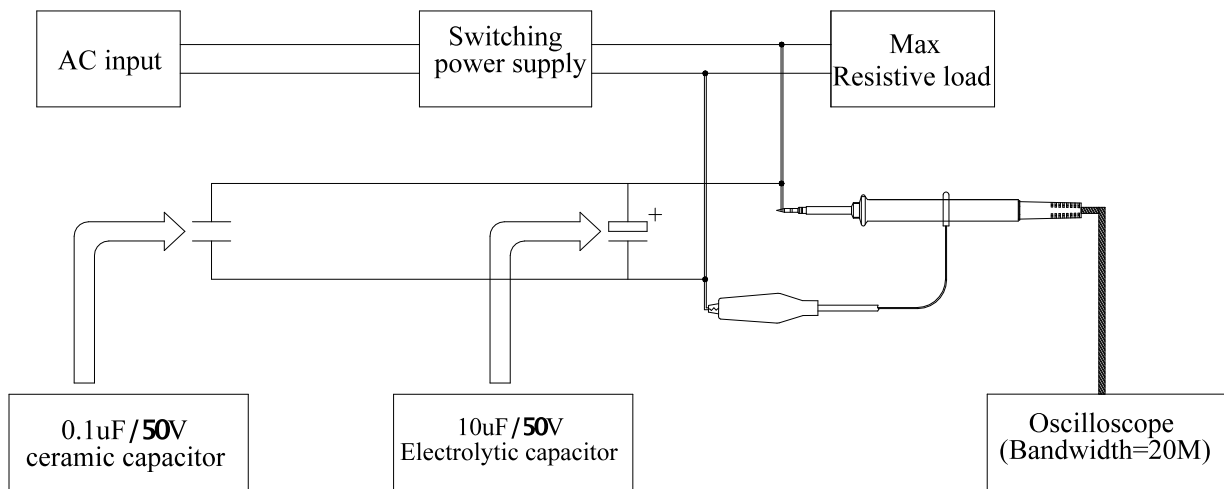 AC input
Switching
power supply
Max
Resistive load
+
0.1uF/50V
ceramic capacitor
10uF/50V
Electrolytic capacitor
Oscilloscope
(Bandwidth=20M)